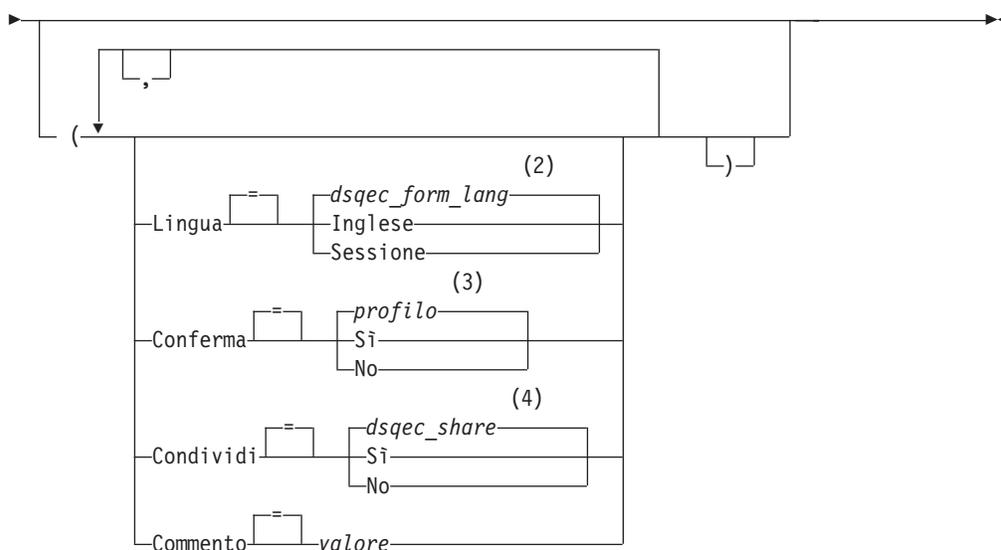 ,
(
)
(2)
= dsqec_form_lang
Lingua Inglese
Sessione
(3)
= profilo
Conferma Sì
No
(4)
= dsqec_share
Condividi Sì
No
=
Commento valore